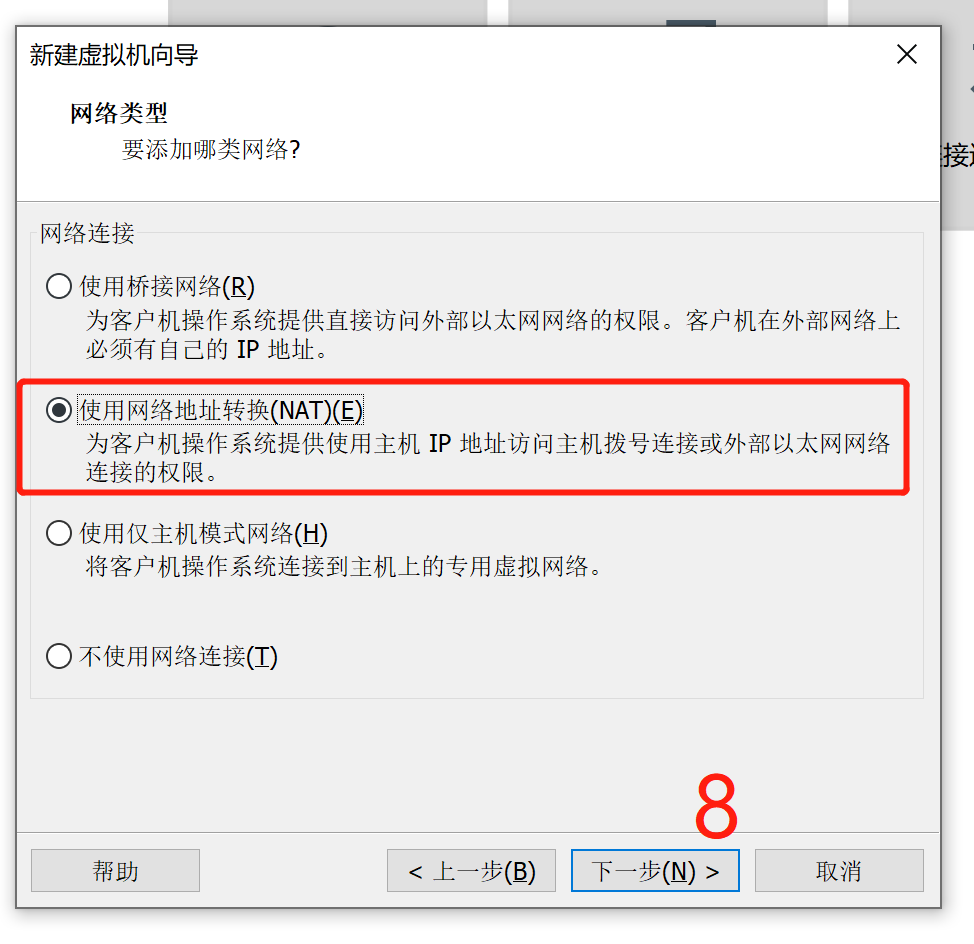 新建虚拟机向导
网络类型
要添加哪类网络?
网络连接
使用桥接网络(R)
为客户机操作系统提供直接访问外部以太网网络的权限。客户机在外部网络上
必须有自己的 IP 地址。
使用网络地址转换(NAT)(E)
为客户机操作系统提供使用主机 IP 地址访问主机拨号连接或外部以太网网络
连接的权限。
使用仅主机模式网络(H)
将客户机操作系统连接到主机上的专用虚拟网络。
不使用网络连接(T)
8
帮助
< 上一步(B)
下一步(N) >
取消